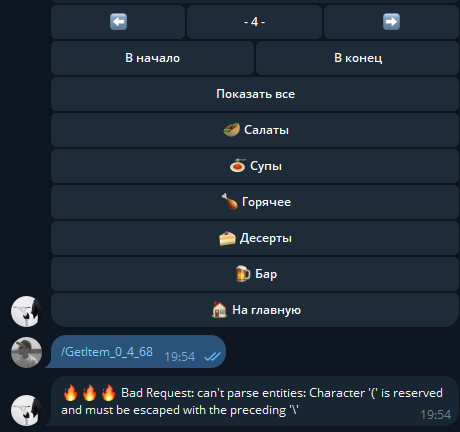 ⬅️ - 4 - ➡️
В начало В конец
Показать все
🥙 Салаты
🍜 Супы
🍗 Горячее
🍰 Десерты
🍺 Бар
🏠 На главную
/GetItem_0_4_68 19:54
🔥🔥🔥 Bad Request: can't parse entities: Character '(' is reserved
and must be escaped with the preceding '\' 19:54